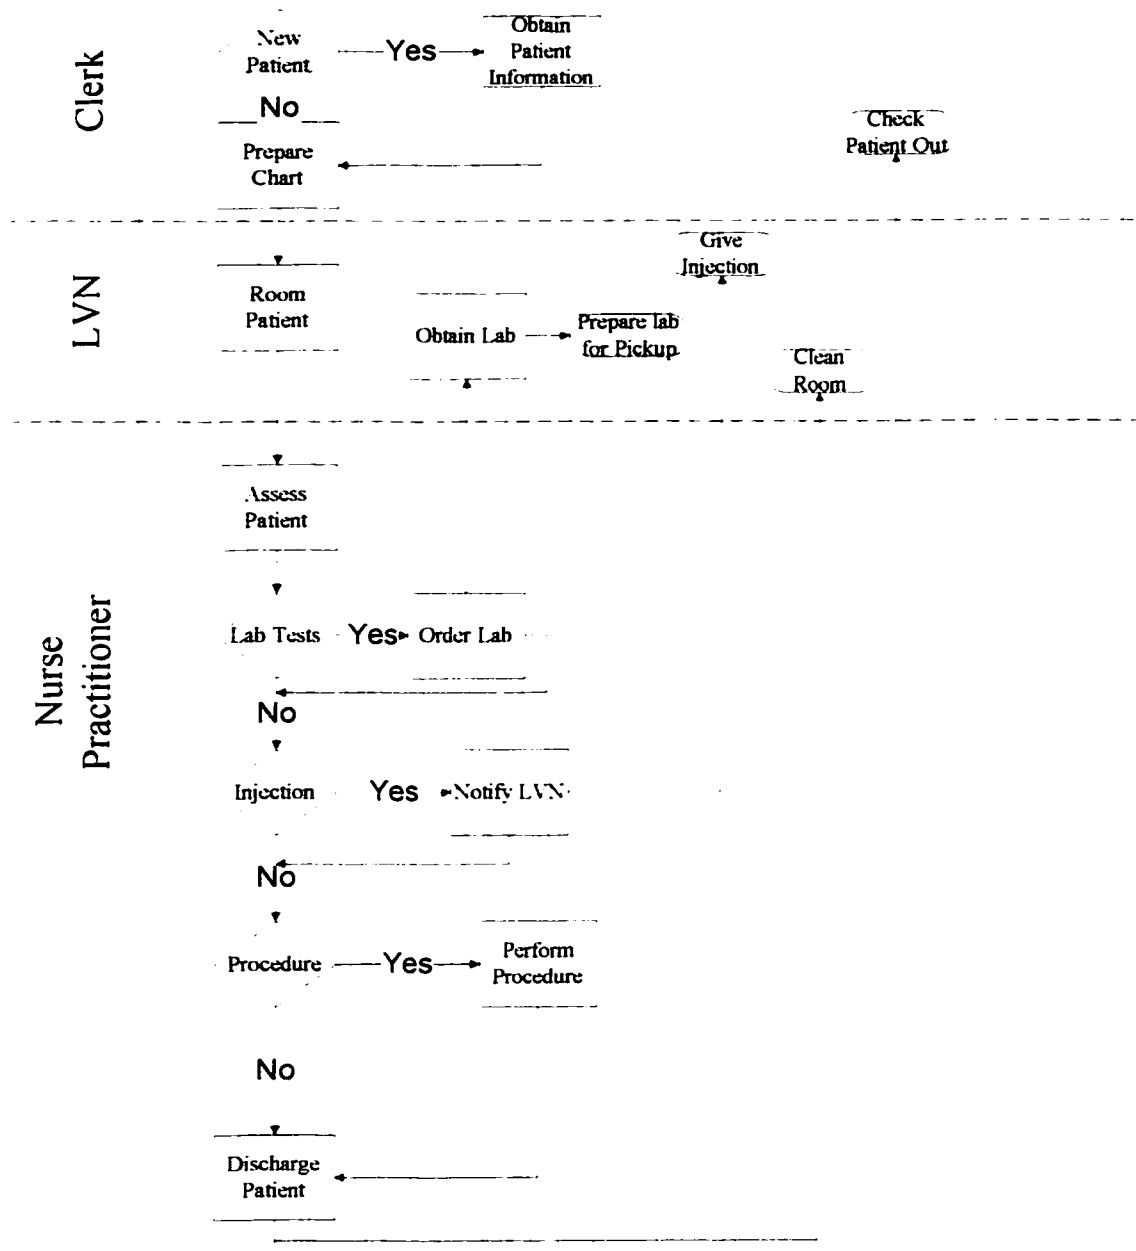 Clerk
New
Patient
Yes
Obtain
Patient
Information
No
Check
Patient Out
Prepare
Chart
LVN
Give
Injection
Room
Patient
Obtain Lab
Prepare lab
for Pickup
Clean
Room
Nurse
Practitioner
Assess
Patient
Lab Tests
Yes
Order Lab
No
Injection
Yes
Notify LVN
No
Procedure
Yes
Perform
Procedure
No
Discharge
Patient